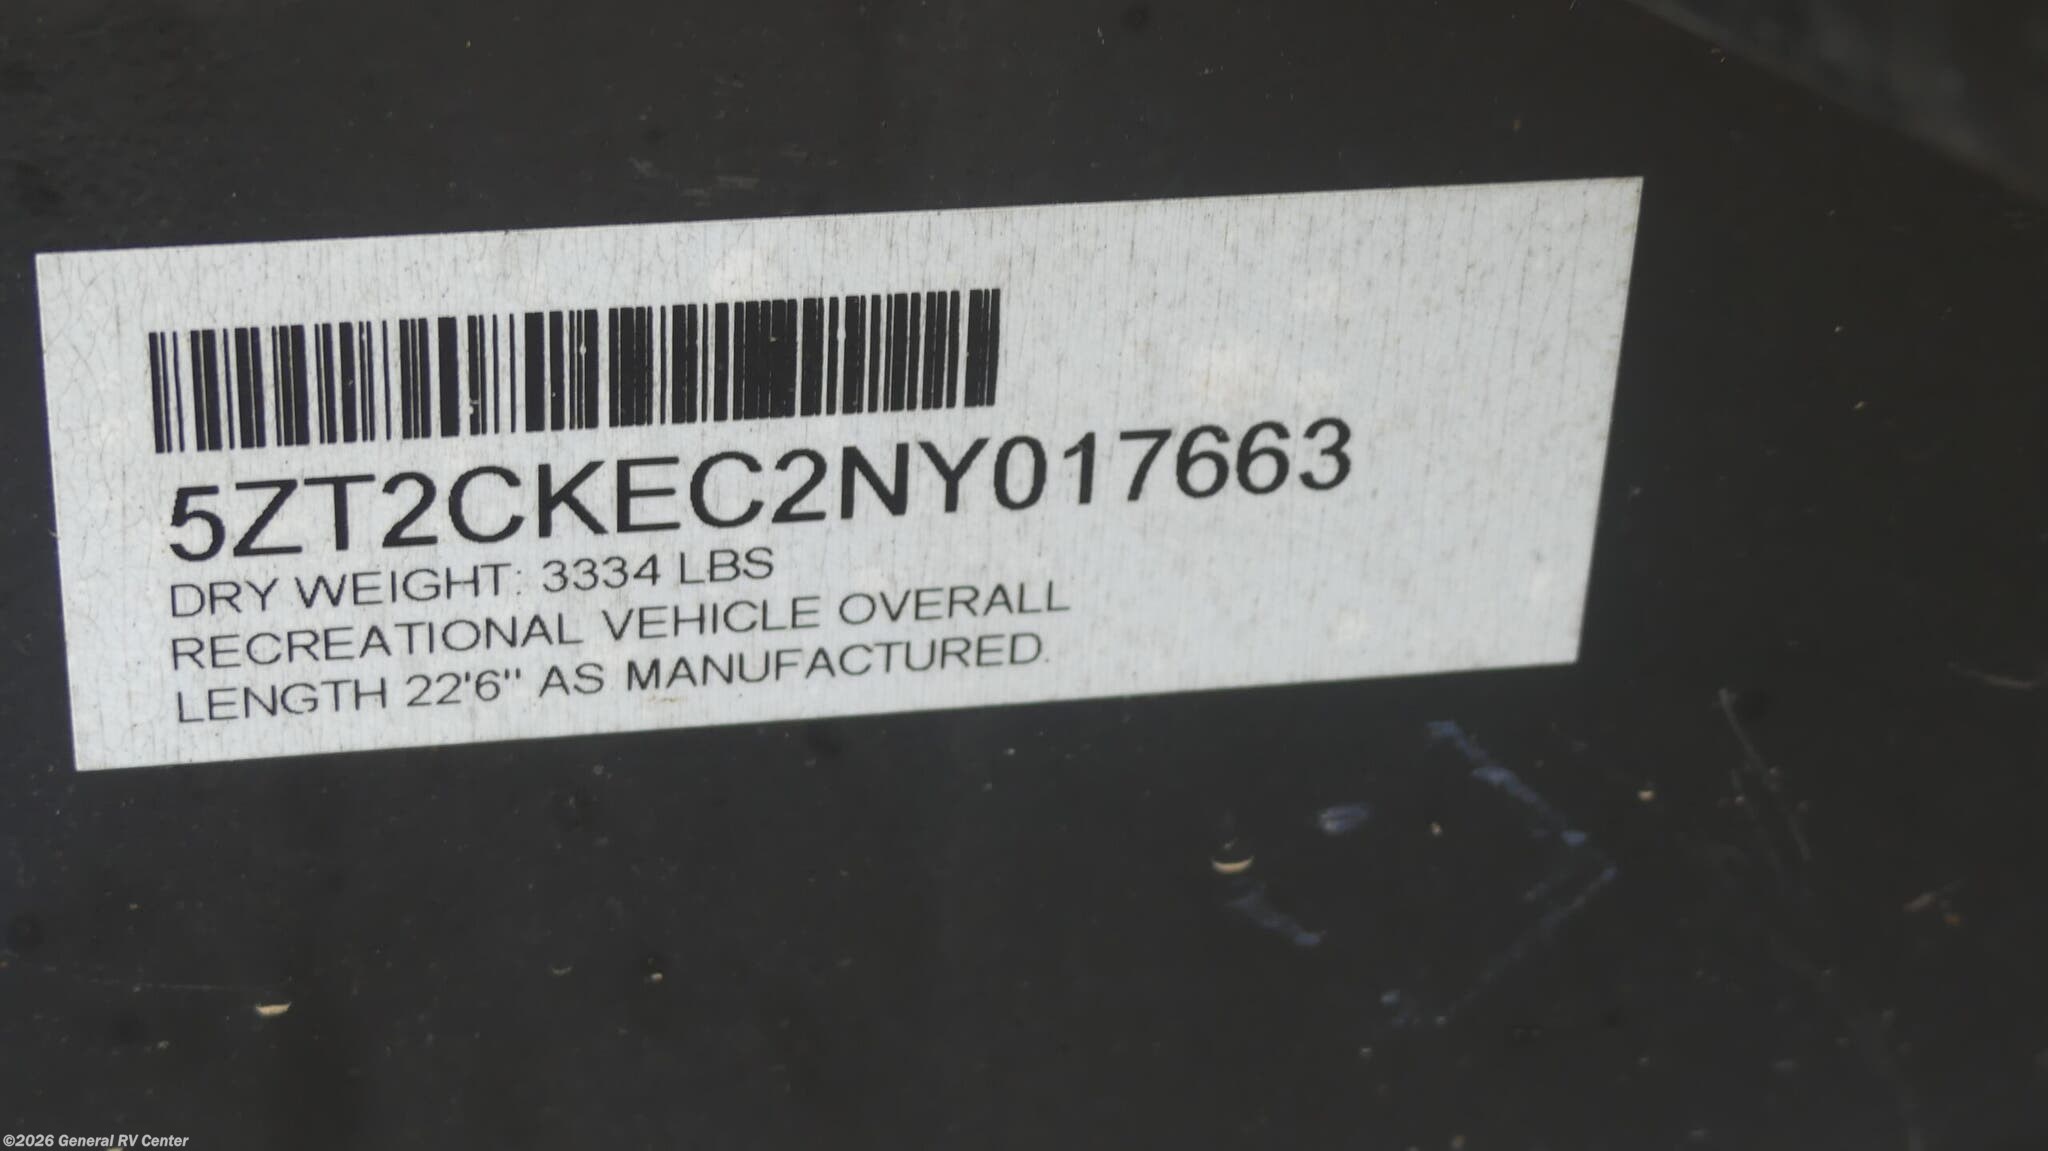 5ZT2CKEC2NY017663
DRY WEIGHT: 3334 LBS
RECREATIONAL VEHICLE OVERALL
LENGTH 22'6" AS MANUFACTURED.
©2026 General RV Center